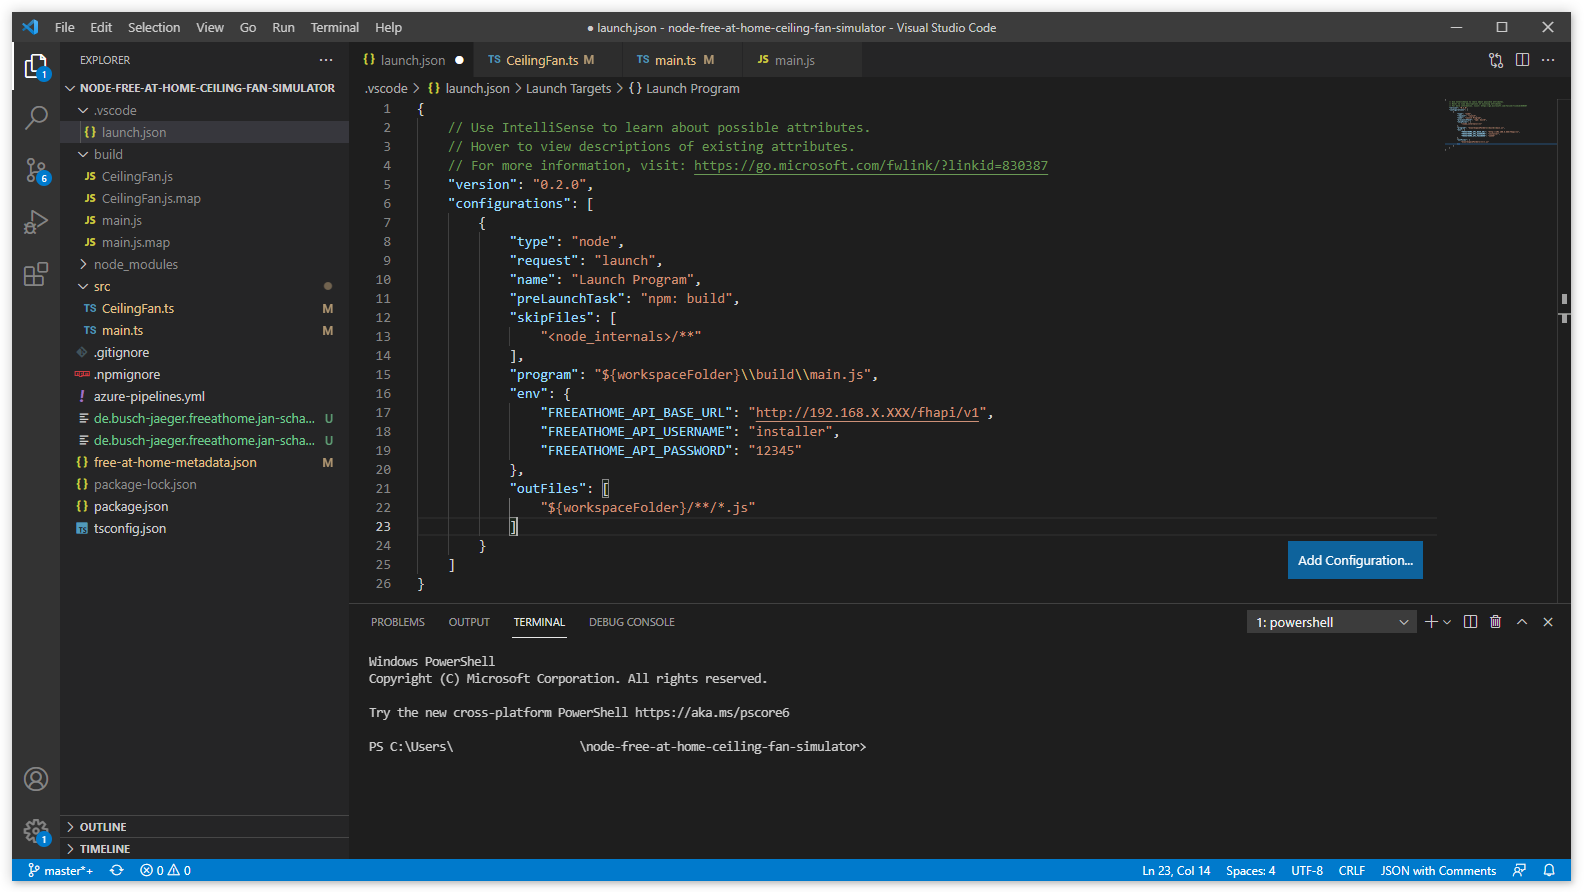 File Edit Selection View Go Run Terminal Help
● launch.json - node-free-at-home-ceiling-fan-simulator - Visual Studio Code
EXPLORER ···
NODE-FREE-AT-HOME-CEILING-FAN-SIMULATOR
.vscode
{} launch.json
build
JS CeilingFan.js
JS CeilingFan.js.map
JS main.js
JS main.js.map
node_modules
src
TS CeilingFan.ts M
TS main.ts M
.gitignore
.npmignore
! azure-pipelines.yml
de.busch-jaeger.freeathome.jan-scha... U
de.busch-jaeger.freeathome.jan-scha... U
{} free-at-home-metadata.json M
{} package-lock.json
{} package.json
TS tsconfig.json
OUTLINE
TIMELINE
1
6
1
{} launch.json ● TS CeilingFan.ts M TS main.ts M JS main.js
.vscode > {} launch.json > Launch Targets > {} Launch Program
1 {
2 // Use IntelliSense to learn about possible attributes.
3 // Hover to view descriptions of existing attributes.
4 // For more information, visit: https://go.microsoft.com/fwlink/?linkid=830387
5 "version": "0.2.0",
6 "configurations": [
7 {
8 "type": "node",
9 "request": "launch",
10 "name": "Launch Program",
11 "preLaunchTask": "npm: build",
12 "skipFiles": [
13 "<node_internals>/**"
14 ],
15 "program": "${workspaceFolder}\\build\\main.js",
16 "env": {
17 "FREEATHOME_API_BASE_URL": "http://192.168.X.XXX/fhapi/v1",
18 "FREEATHOME_API_USERNAME": "installer",
19 "FREEATHOME_API_PASSWORD": "12345"
20 },
21 "outFiles": [
22 "${workspaceFolder}/**/*.js"
23 ]
24 }
25 ]
26 }
Add Configuration...
PROBLEMS OUTPUT TERMINAL DEBUG CONSOLE
1: powershell
Windows PowerShell
Copyright (C) Microsoft Corporation. All rights reserved.
Try the new cross-platform PowerShell https://aka.ms/pscore6
PS C:\Users\ \node-free-at-home-ceiling-fan-simulator>
master*+ 0 0
Ln 23, Col 14 Spaces: 4 UTF-8 CRLF JSON with Comments